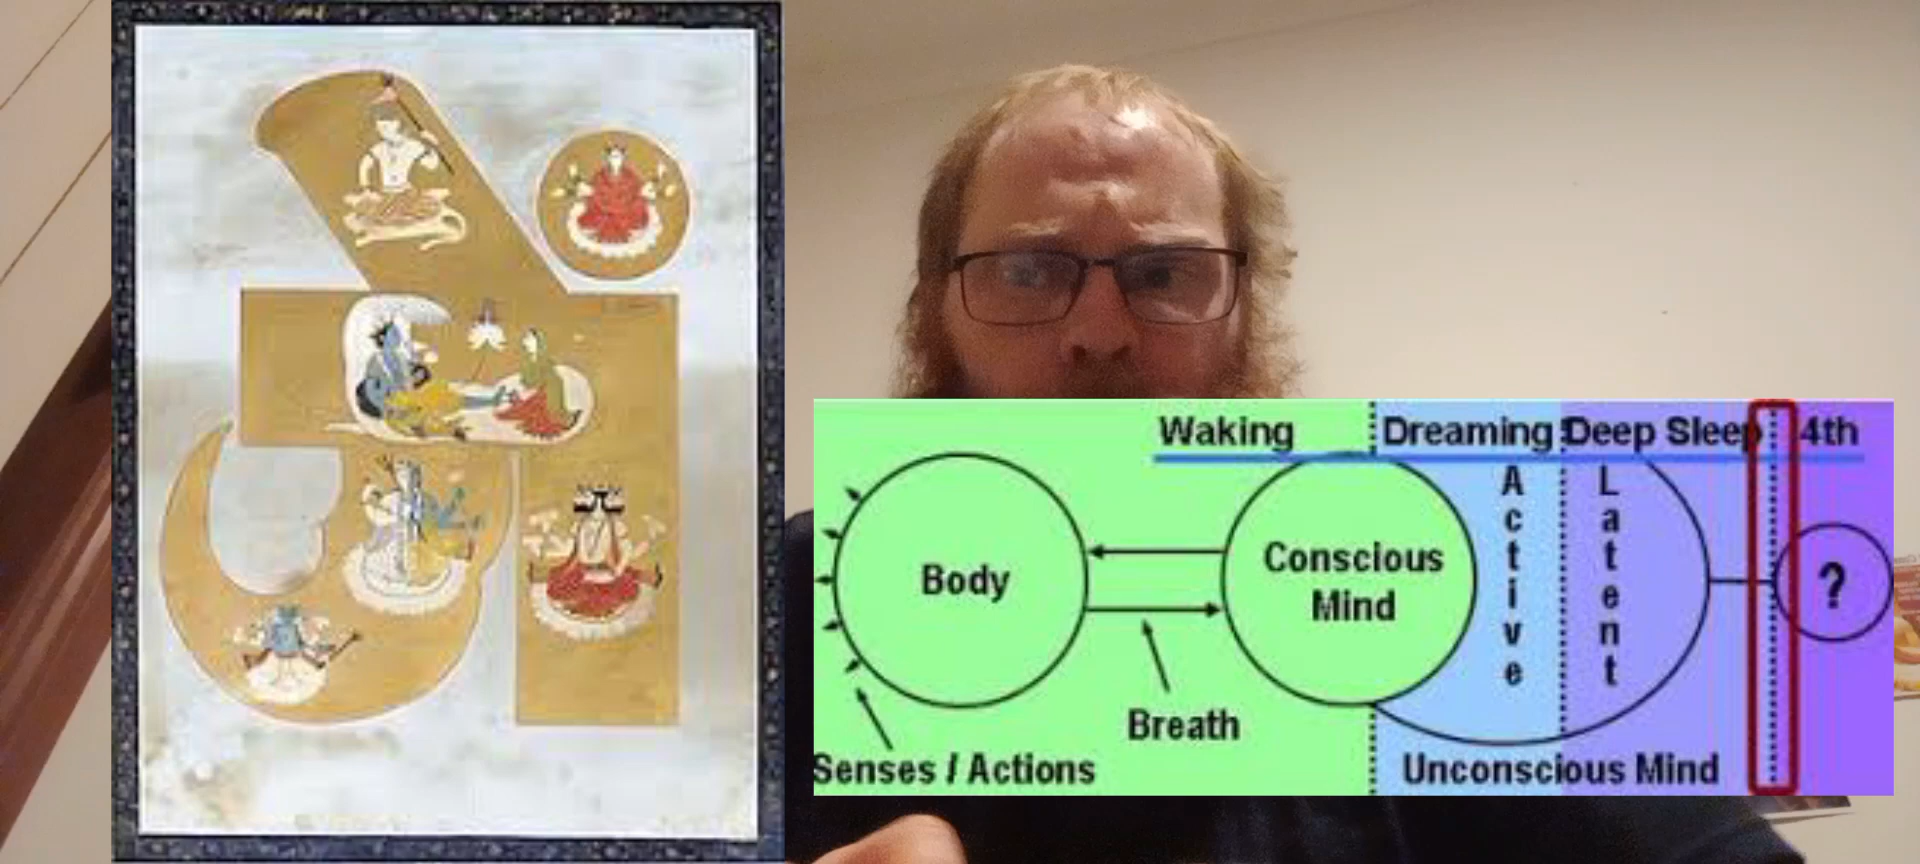 Waking
Dreaming
Deep Sleep
4th
Active
Latent
Body
Conscious
Mind
?
Breath
Senses / Actions
Unconscious Mind